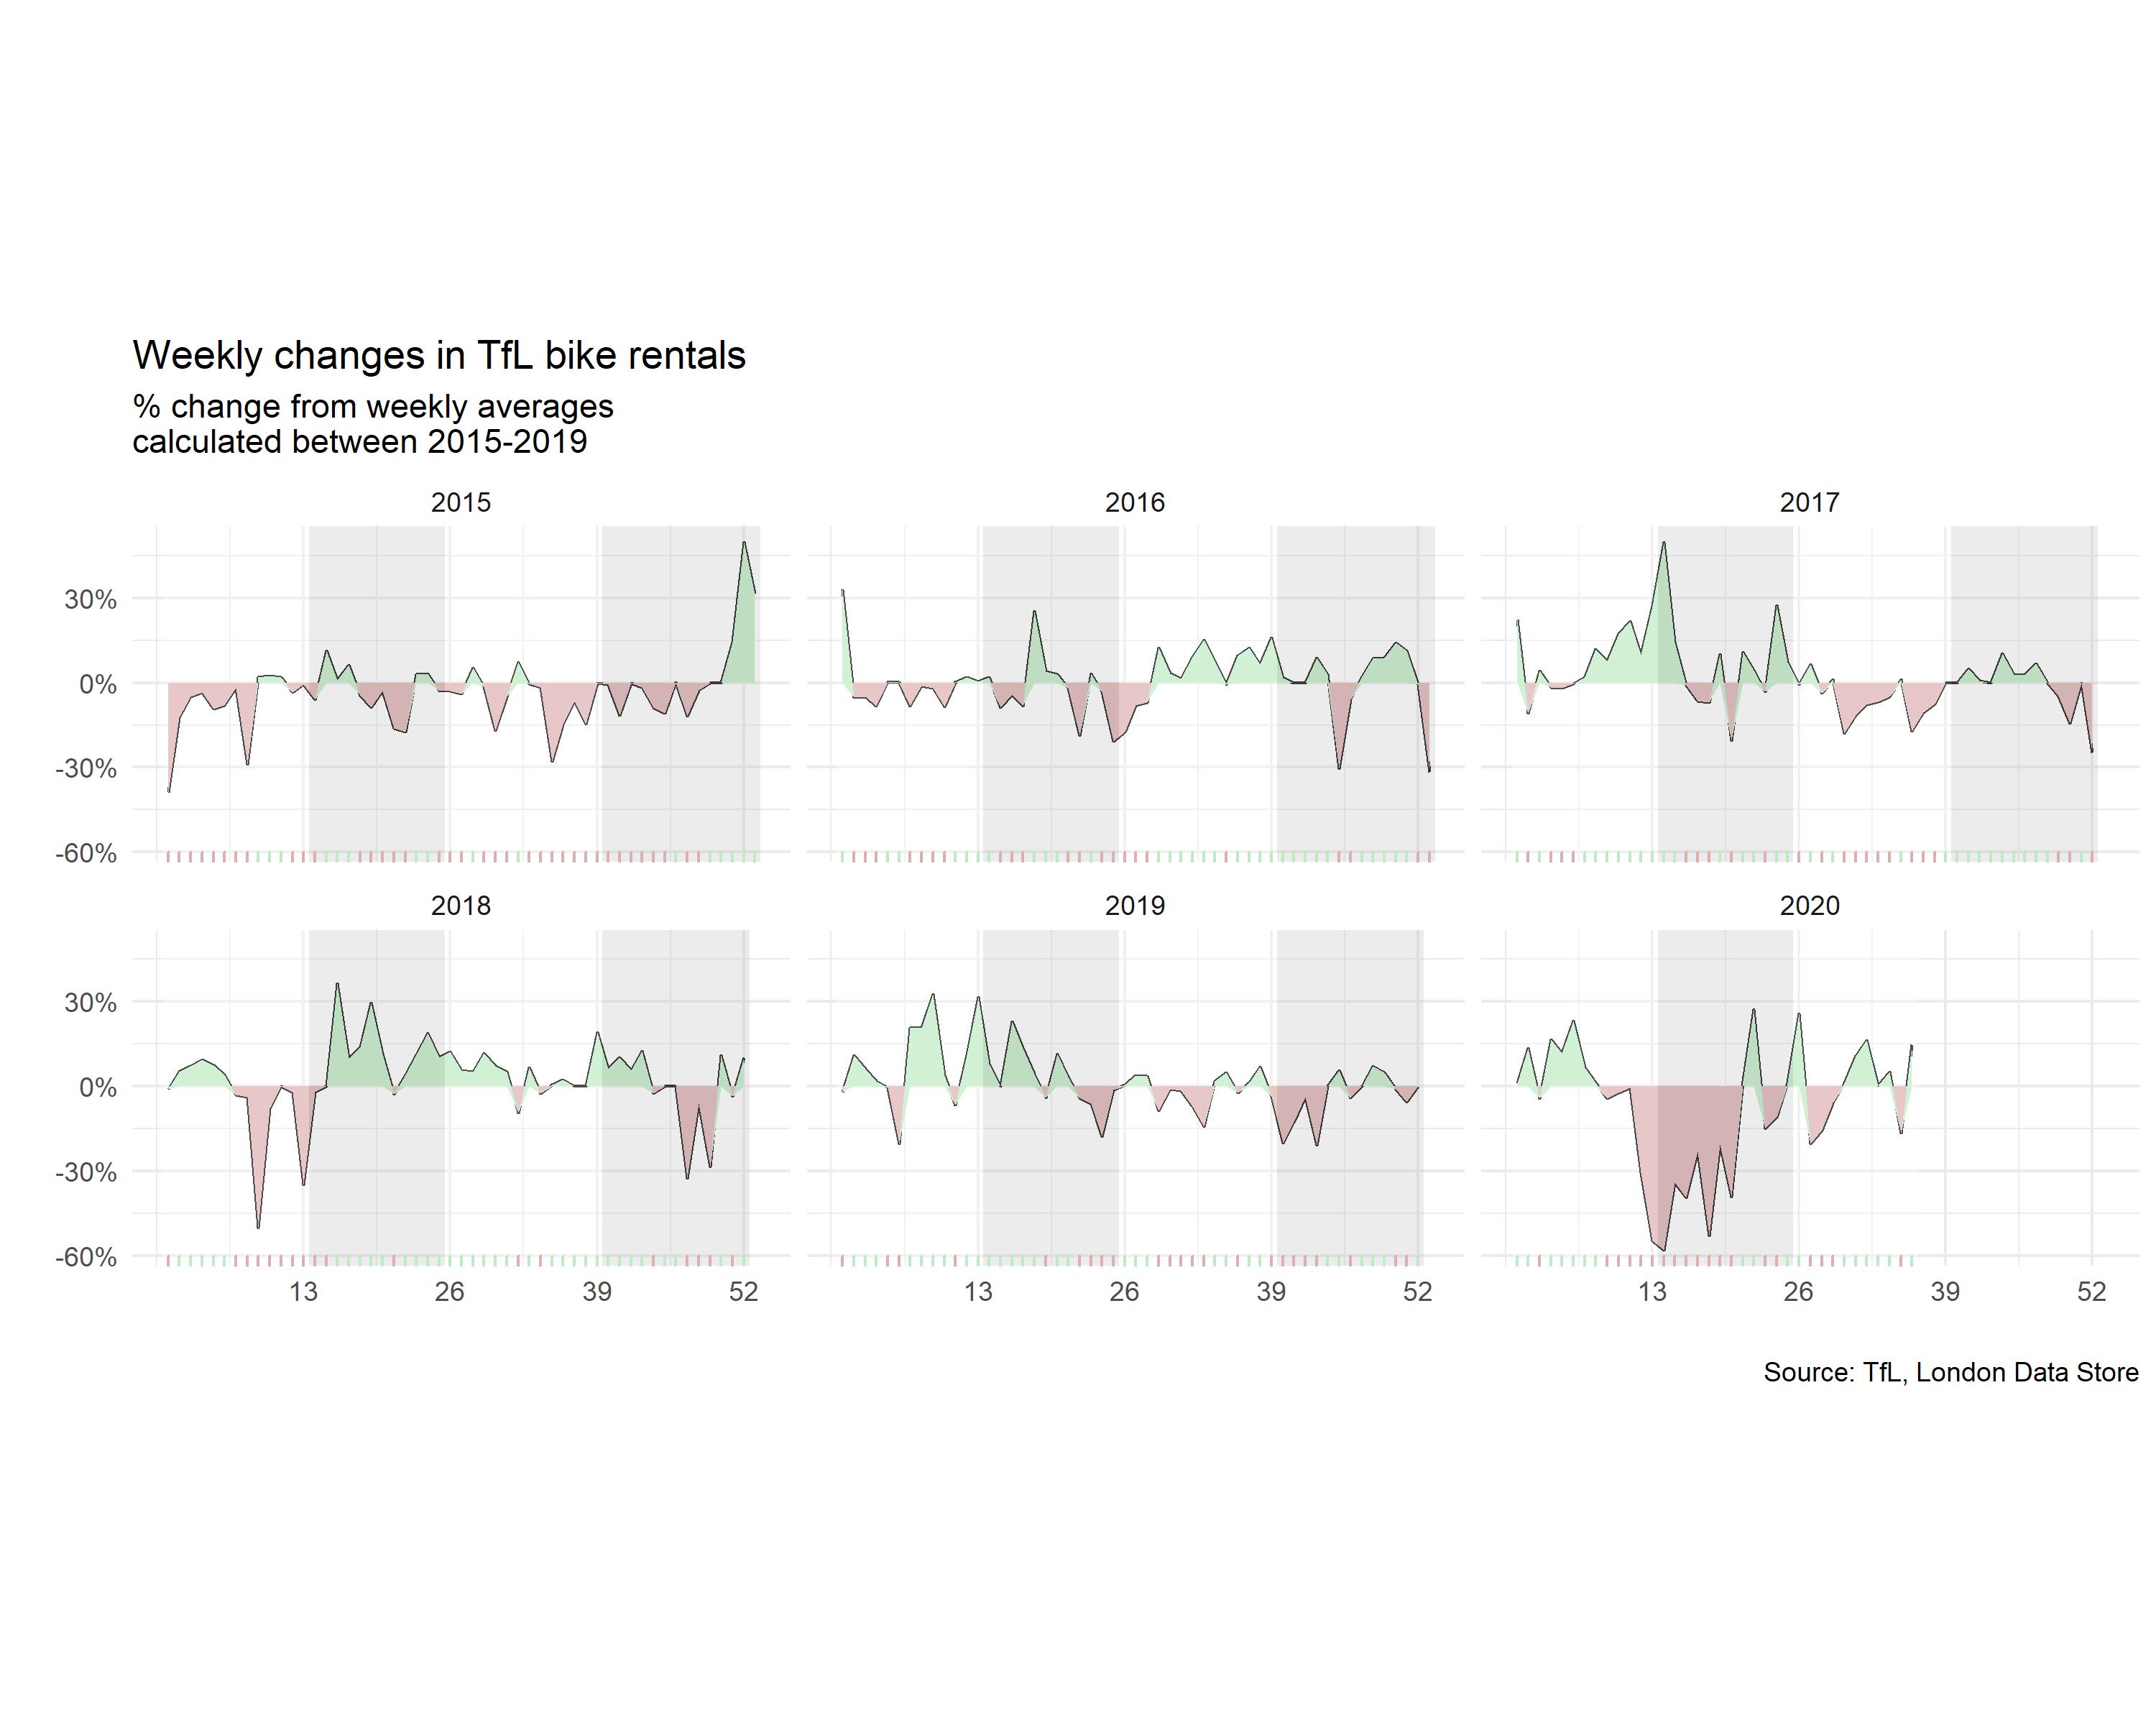 Weekly changes in TfL bike rentals
% change from weekly averages
calculated between 2015-2019
2015 2016 2017
30%
0%
-30%
-60%
2018 2019 2020
30%
0%
-30%
-60%
13 26 39 52 13 26 39 52 13 26 39 52
Source: TfL, London Data Store